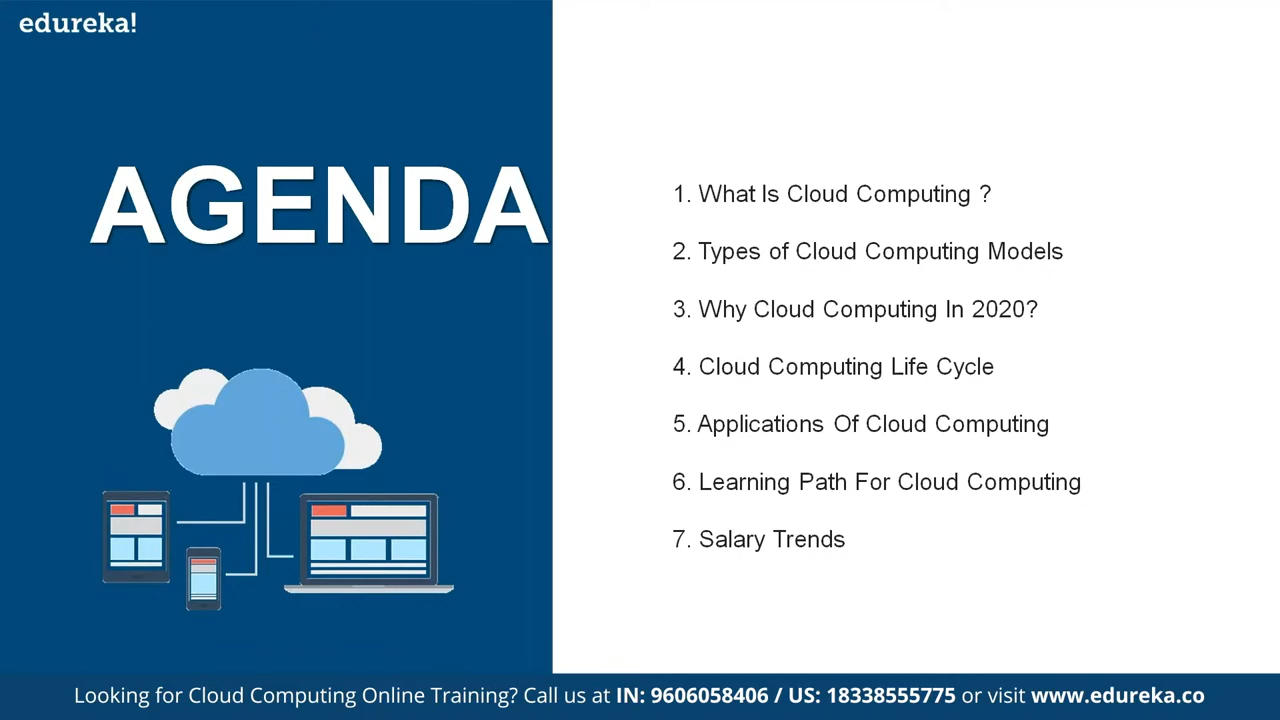 edureka!
AGENDA
1. What Is Cloud Computing ?
2. Types of Cloud Computing Models
3. Why Cloud Computing In 2020?
4. Cloud Computing Life Cycle
5. Applications Of Cloud Computing
6. Learning Path For Cloud Computing
7. Salary Trends
Looking for Cloud Computing Online Training? Call us at IN: 9606058406 / US: 18338555775 or visit www.edureka.co